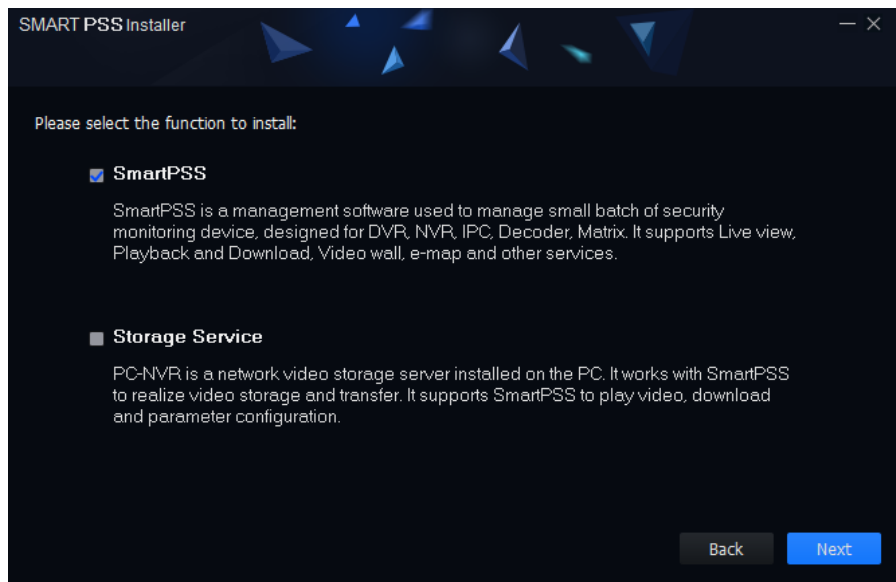 SMART PSS Installer
Please select the function to install:
SmartPSS
SmartPSS is a management software used to manage small batch of security
monitoring device, designed for DVR, NVR, IPC, Decoder, Matrix. It supports Live view,
Playback and Download, Video wall, e-map and other services.
Storage Service
PC-NVR is a network video storage server installed on the PC. It works with SmartPSS
to realize video storage and transfer. It supports SmartPSS to play video, download
and parameter configuration.
Back
Next